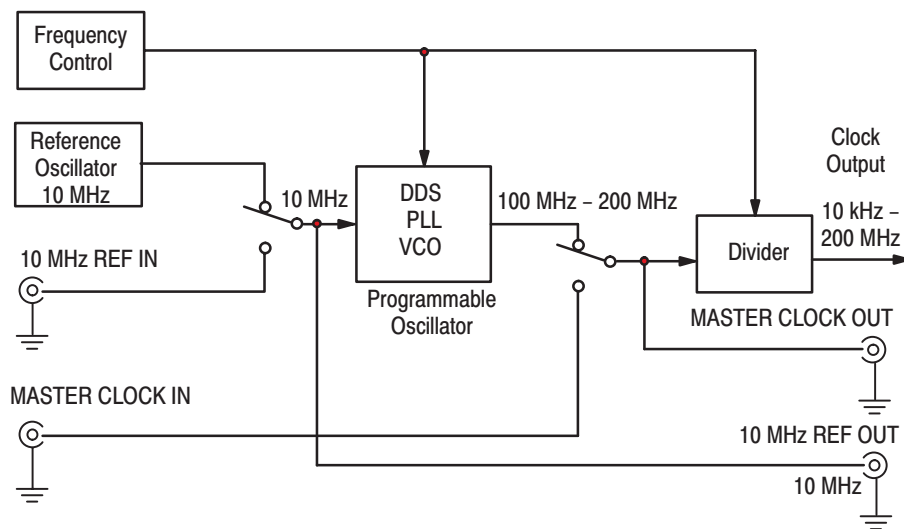 Frequency
Control
Reference
Oscillator
10 MHz
10 MHz
DDS
PLL
VCO
Programmable
Oscillator
100 MHz – 200 MHz
Divider
Clock
Output
10 kHz –
200 MHz
10 MHz REF IN
MASTER CLOCK OUT
MASTER CLOCK IN
10 MHz REF OUT
10 MHz